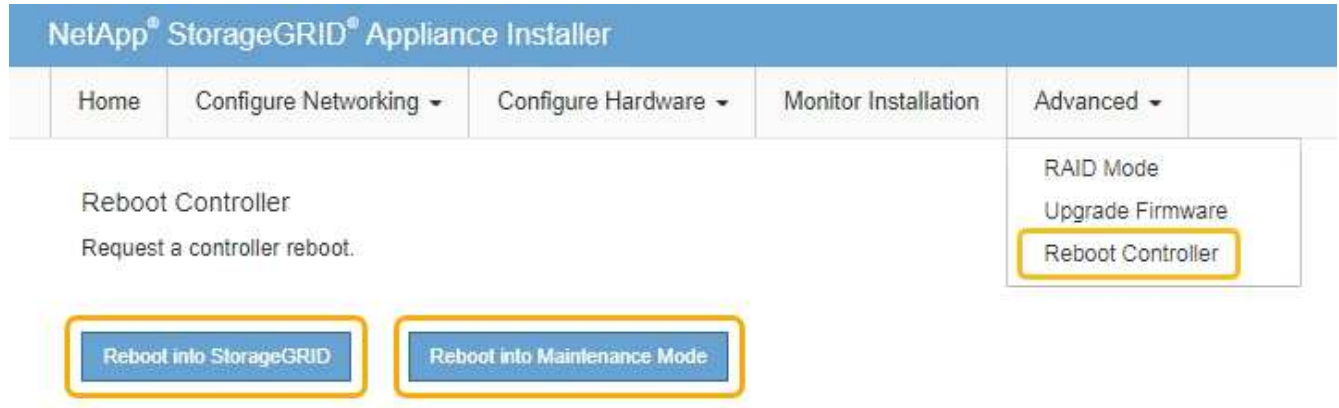 NetApp® StorageGRID® Appliance Installer
Home Configure Networking Configure Hardware Monitor Installation Advanced
RAID Mode
Upgrade Firmware
Reboot Controller
Reboot Controller
Request a controller reboot.
Reboot into StorageGRID Reboot into Maintenance Mode